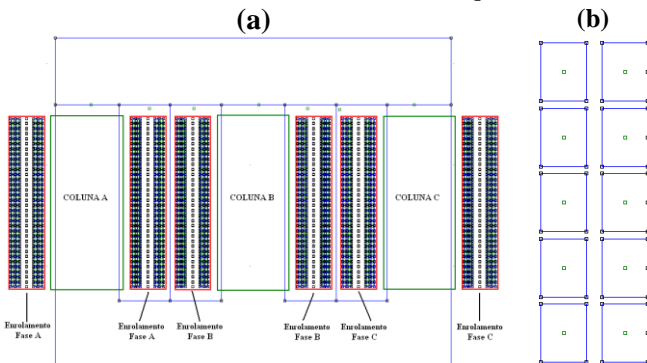 (a)
(b)
COLUNA A
COLUNA B
COLUNA C
Enrolamento
Fase A
Enrolamento
Fase A
Enrolamento
Fase B
Enrolamento
Fase B
Enrolamento
Fase C
Enrolamento
Fase C